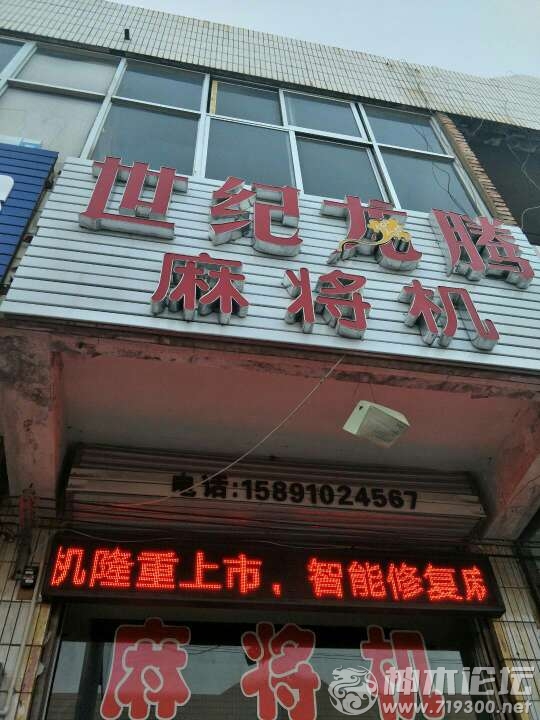 世纪龙腾
麻将机
电话:15891024567
机隆重上市，智能修复
麻将机
神木论坛
www.719300.net